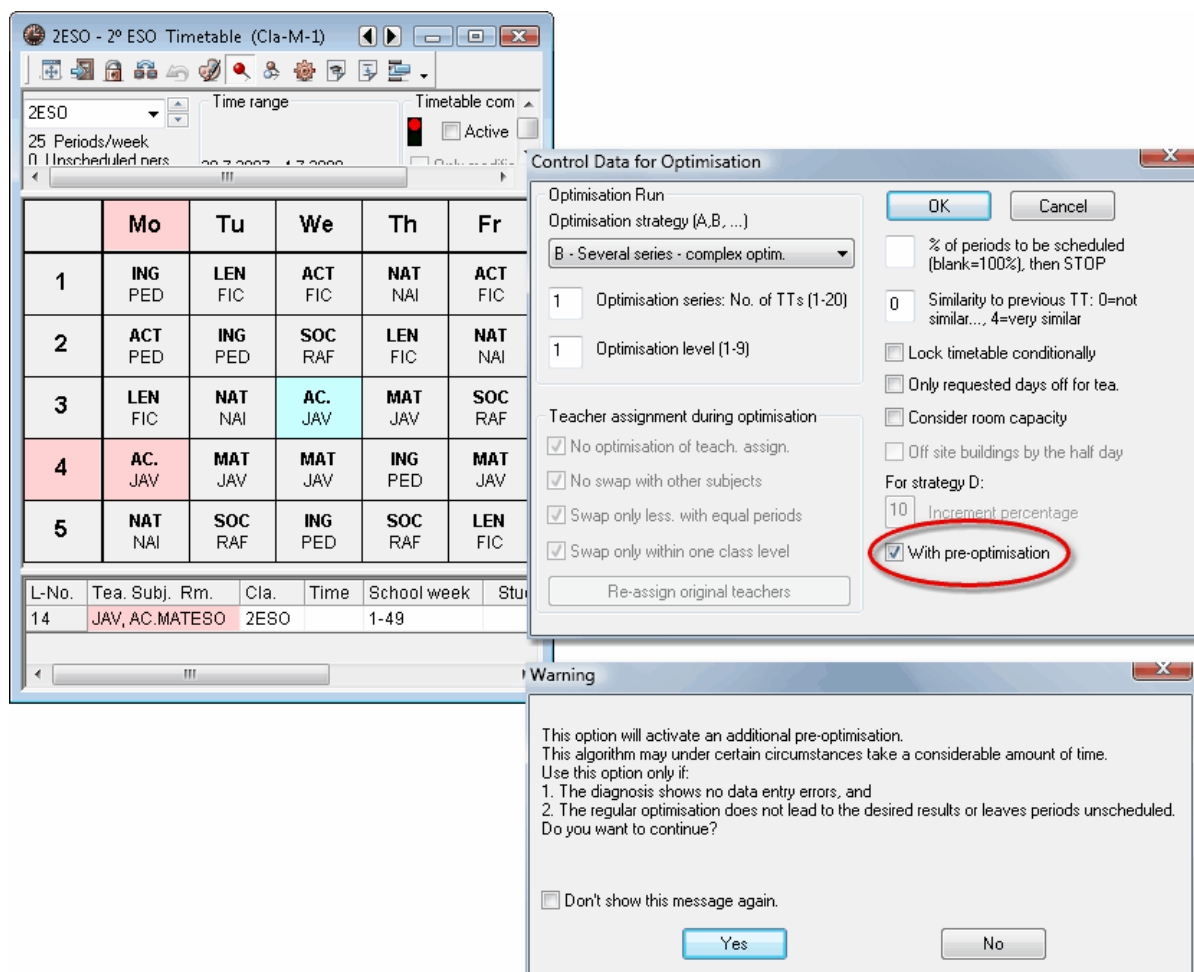 2ESO - 2º ESO Timetable (Cla-M-1)
2ESO
Time range
Timetable com
25 Periods/week
Active
Mo Tu We Th Fr
1 ING LEN ACT NAT ACT
PED FIC FIC NAI FIC
2 ACT ING SOC LEN NAT
PED PED RAF FIC NAI
3 LEN NAT AC. MAT SOC
FIC NAI JAV JAV RAF
4 AC. MAT MAT ING MAT
JAV JAV JAV PED JAV
5 NAT SOC ING SOC LEN
NAI RAF PED RAF FIC
L-No. Tea. Subj. Rm. Cla. Time School week Stu
14 JAV, AC.MATESO 2ESO 1-49
Control Data for Optimisation
Optimisation Run
Optimisation strategy (A,B, ...)
B - Several series - complex optim.
1 Optimisation series: No. of TTs (1-20)
1 Optimisation level (1-9)
Teacher assignment during optimisation
No optimisation of teach. assign.
No swap with other subjects
Swap only less. with equal periods
Swap only within one class level
Re-assign original teachers
OK Cancel
% of periods to be scheduled
(blank=100%), then STOP
0 Similarity to previous TT: 0=not
similar..., 4=very similar
Lock timetable conditionally
Only requested days off for tea.
Consider room capacity
Off site buildings by the half day
For strategy D:
10 Increment percentage
With pre-optimisation
Warning
This option will activate an additional pre-optimisation.
This algorithm may under certain circumstances take a considerable amount of time.
Use this option only if:
1. The diagnosis shows no data entry errors, and
2. The regular optimisation does not lead to the desired results or leaves periods unscheduled.
Do you want to continue?
Don't show this message again.
Yes No